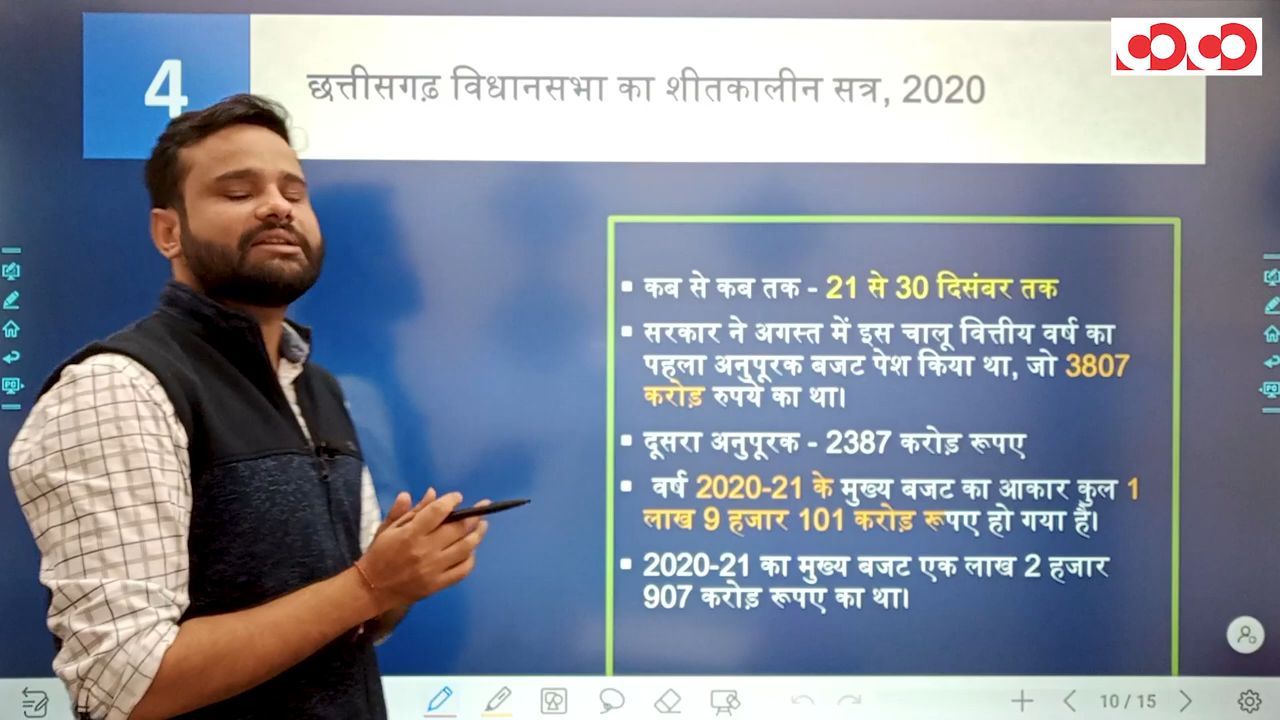 4
छत्तीसगढ़ विधानसभा का शीतकालीन सत्र, 2020
▪ कब से कब तक - 21 से 30 दिसंबर तक
▪ सरकार ने अगस्त में इस चालू वित्तीय वर्ष का
पहला अनुपूरक बजट पेश किया था, जो 3807
करोड़ रुपये का था।
▪ दूसरा अनुपूरक - 2387 करोड़ रूपए
▪ वर्ष 2020-21 के मुख्य बजट का आकार कुल 1
लाख 9 हजार 101 करोड़ रूपए हो गया है।
▪ 2020-21 का मुख्य बजट एक लाख 2 हजार
907 करोड़ रूपए का था।
10 / 15